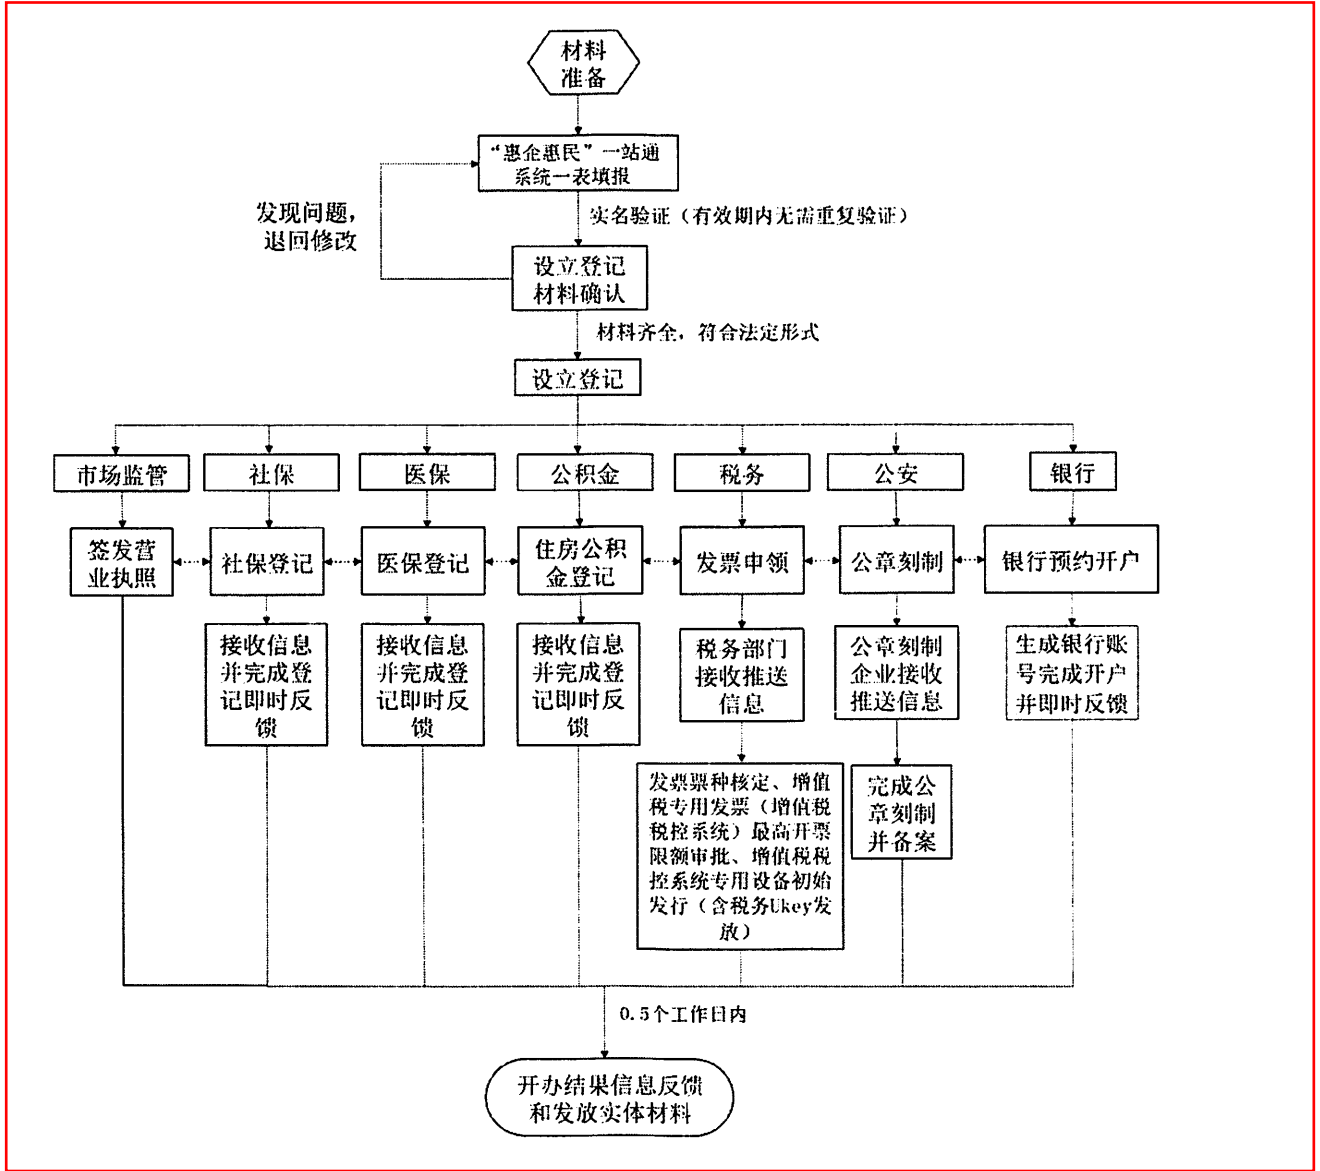 材料
准备
“惠企惠民”一站通
系统一表填报
实名验证（有效期内无需重复验证）
发现问题，
退回修改
设立登记
材料确认
材料齐全，符合法定形式
设立登记
市场监管
社保
医保
公积金
税务
公安
银行
签发营
业执照
社保登记
医保登记
住房公积
金登记
发票申领
公章刻制
银行预约开户
接收信息
并完成登
记即时反
馈
接收信息
并完成登
记即时反
馈
接收信息
并完成登
记即时反
馈
税务部门
接收推送
信息
公章刻制
企业接收
推送信息
生成银行账
号完成开户
并即时反馈
发票票种核定、增值
税专用发票（增值税
税控系统）最高开票
限额审批、增值税税
控系统专用设备初始
发行（含税务Ukey发
放）
完成公
章刻制
并备案
0.5个工作日内
开办结果信息反馈
和发放实体材料